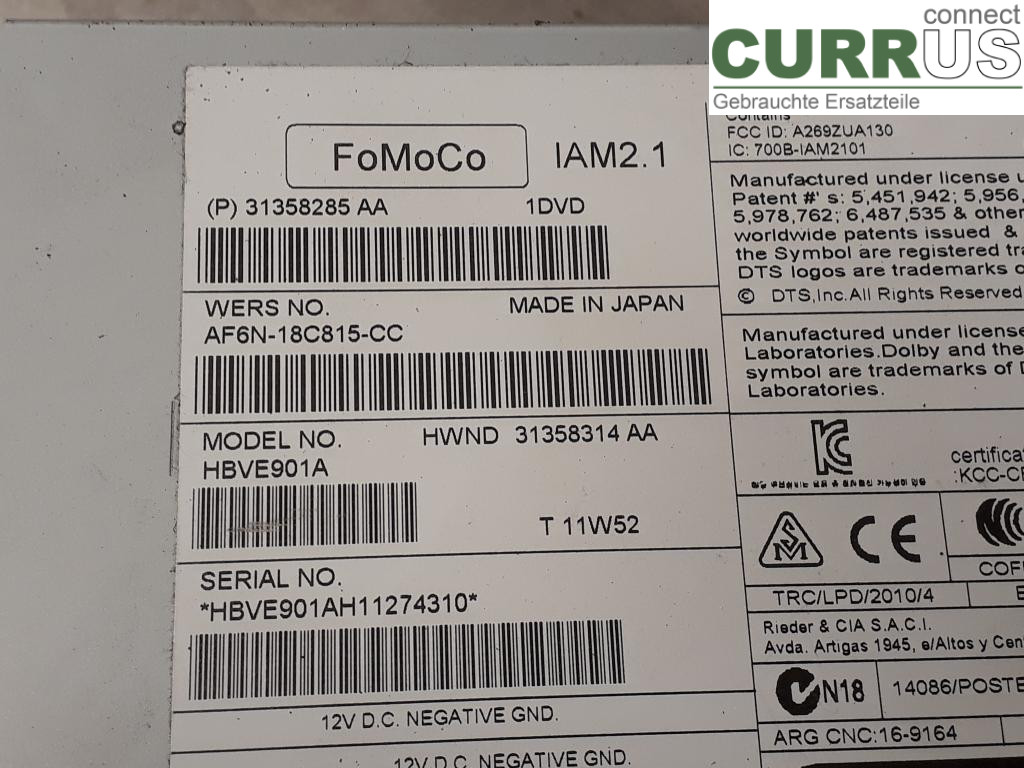 connect
CURRUS
Gebrauchte Ersatzteile
FoMoCo IAM2.1
(P) 31358285 AA 1DVD
WERS NO. MADE IN JAPAN
AF6N-18C815-CC
MODEL NO. HWND 31358314 AA
HBVE901A
T 11W52
SERIAL NO.
*HBVE901AH11274310*
12V D.C. NEGATIVE GND.
12V D.C. NEGATIVE GND.
Contains
FCC ID: A269ZUA130
IC: 700B-IAM2101
Manufactured under license u
Patent #' s: 5,451,942; 5,956,
5,978,762; 6,487,535 & other
worldwide patents issued &
the Symbol are registered tra
DTS logos are trademarks o
© DTS,Inc.All Rights Reserved
Manufactured under license
Laboratories.Dolby and the
symbol are trademarks of D
Laboratories.
certifica
:KCC-C
CE
COF
TRC/LPD/2010/4
Rieder & CIA S.A.C.I.
Avda. Artigas 1945, e/Altos y Cen
N18 14086/POSTE
ARG CNC:16-9164